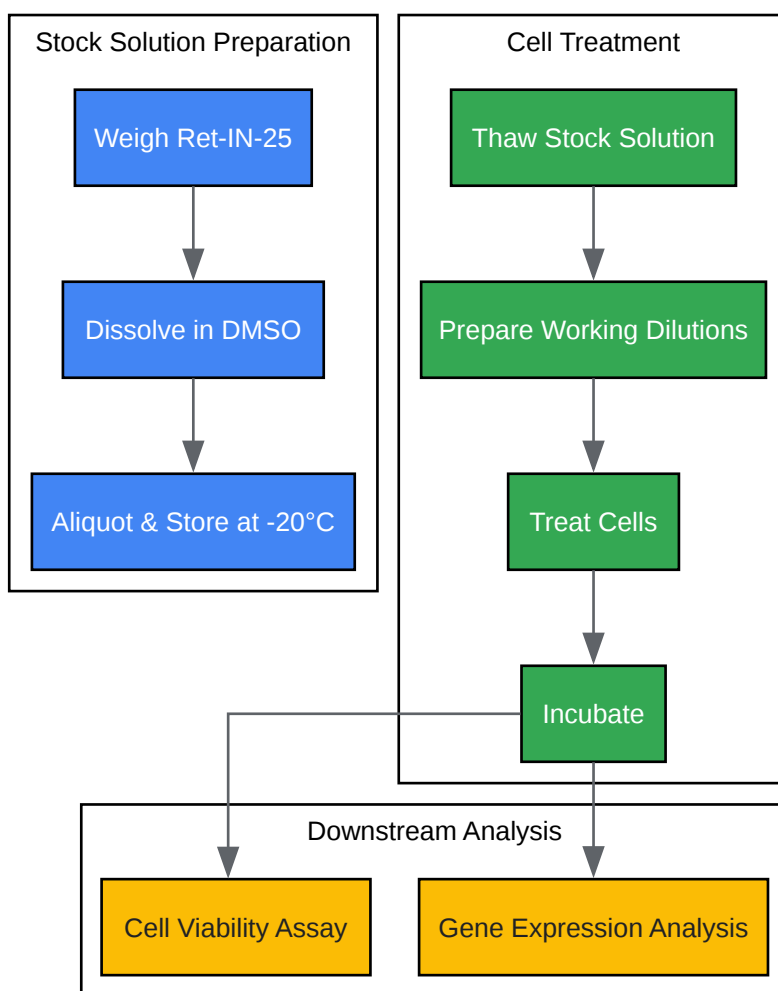 Stock Solution Preparation
Weigh Ret-IN-25
Dissolve in DMSO
Aliquot & Store at -20°C
Cell Treatment
Thaw Stock Solution
Prepare Working Dilutions
Treat Cells
Incubate
Downstream Analysis
Cell Viability Assay
Gene Expression Analysis